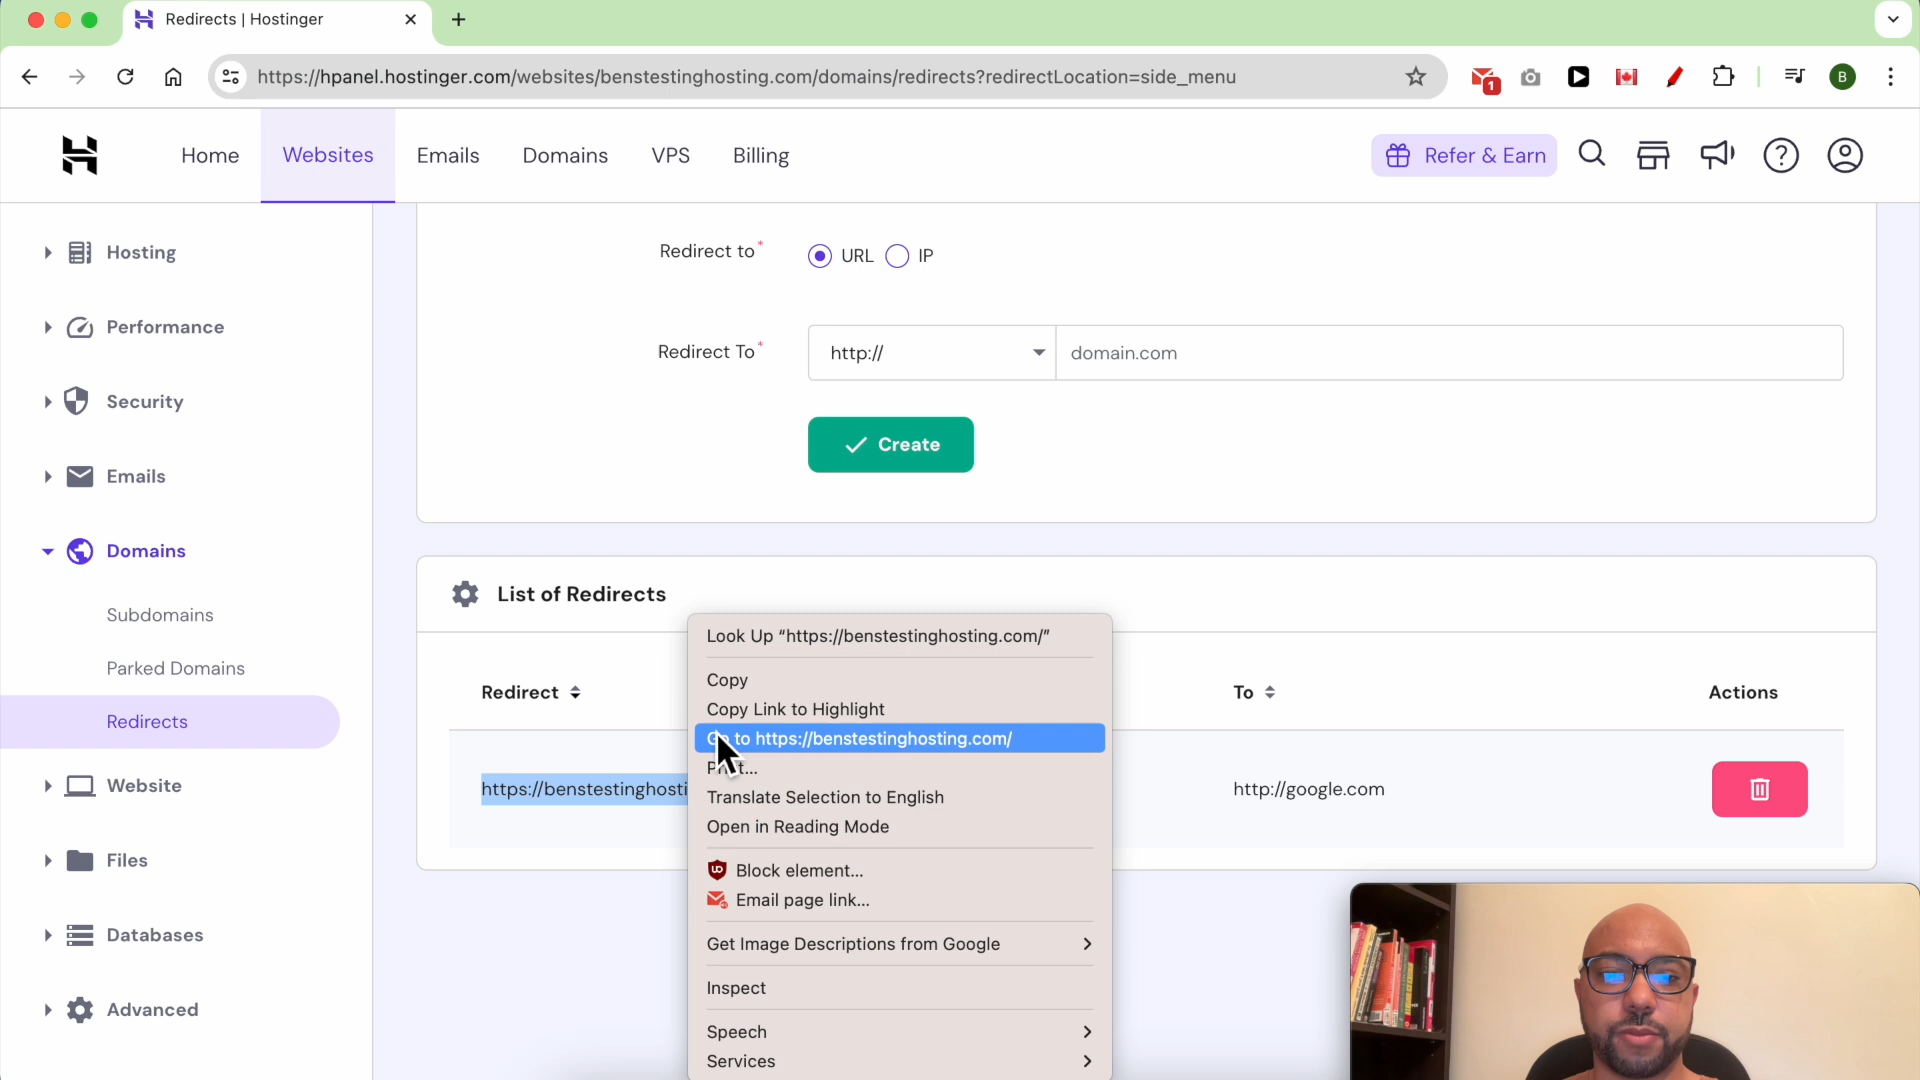 Redirects | Hostinger
https://hpanel.hostinger.com/websites/benstestinghosting.com/domains/redirects?redirectLocation=side_menu
1
B
Home
Websites
Emails
Domains
VPS
Billing
Refer & Earn
Hosting
Performance
Security
Emails
Domains
Subdomains
Parked Domains
Redirects
Website
Files
Databases
Advanced
Redirect to*
URL
IP
Redirect To*
http://
domain.com
Create
List of Redirects
Redirect
To
Actions
https://benstestinghosti
http://google.com
Look Up “https://benstestinghosting.com/”
Copy
Copy Link to Highlight
Go to https://benstestinghosting.com/
Print...
Translate Selection to English
Open in Reading Mode
Block element...
Email page link...
Get Image Descriptions from Google
Inspect
Speech
Services